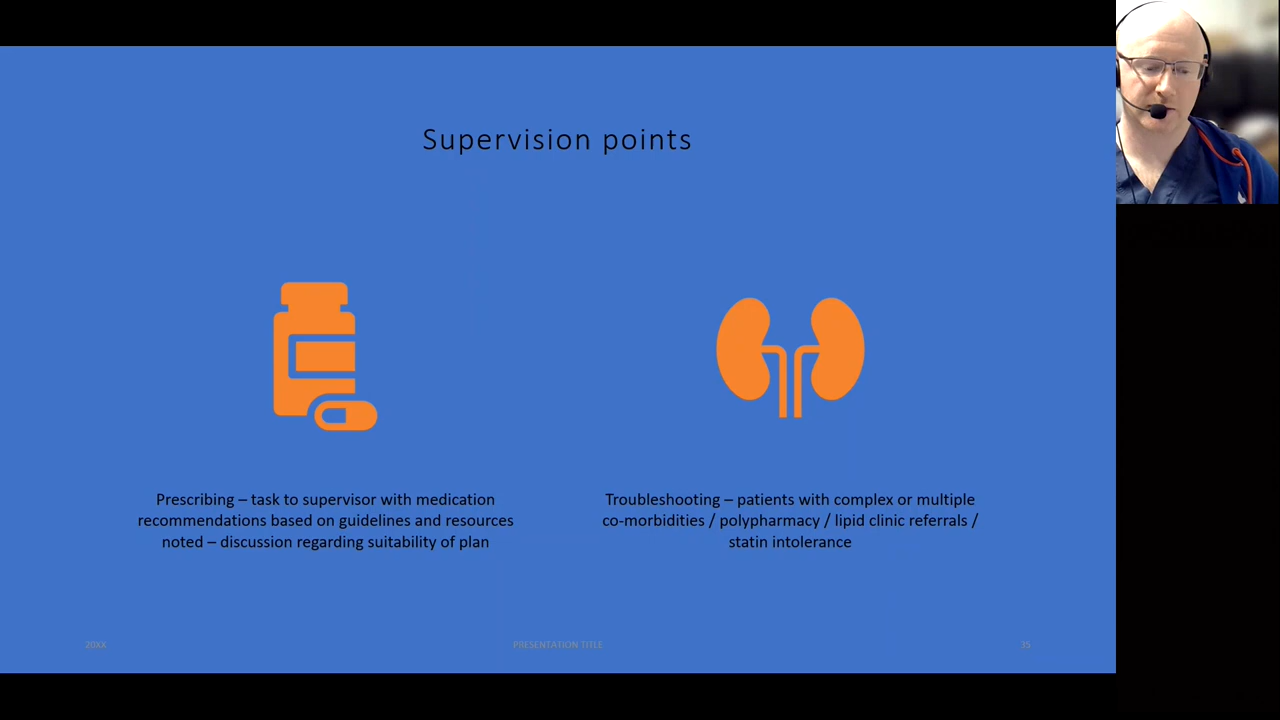 Supervision points
Prescribing – task to supervisor with medication
recommendations based on guidelines and resources
noted – discussion regarding suitability of plan
Troubleshooting – patients with complex or multiple
co-morbidities / polypharmacy / lipid clinic referrals /
statin intolerance
20XX
PRESENTATION TITLE
35